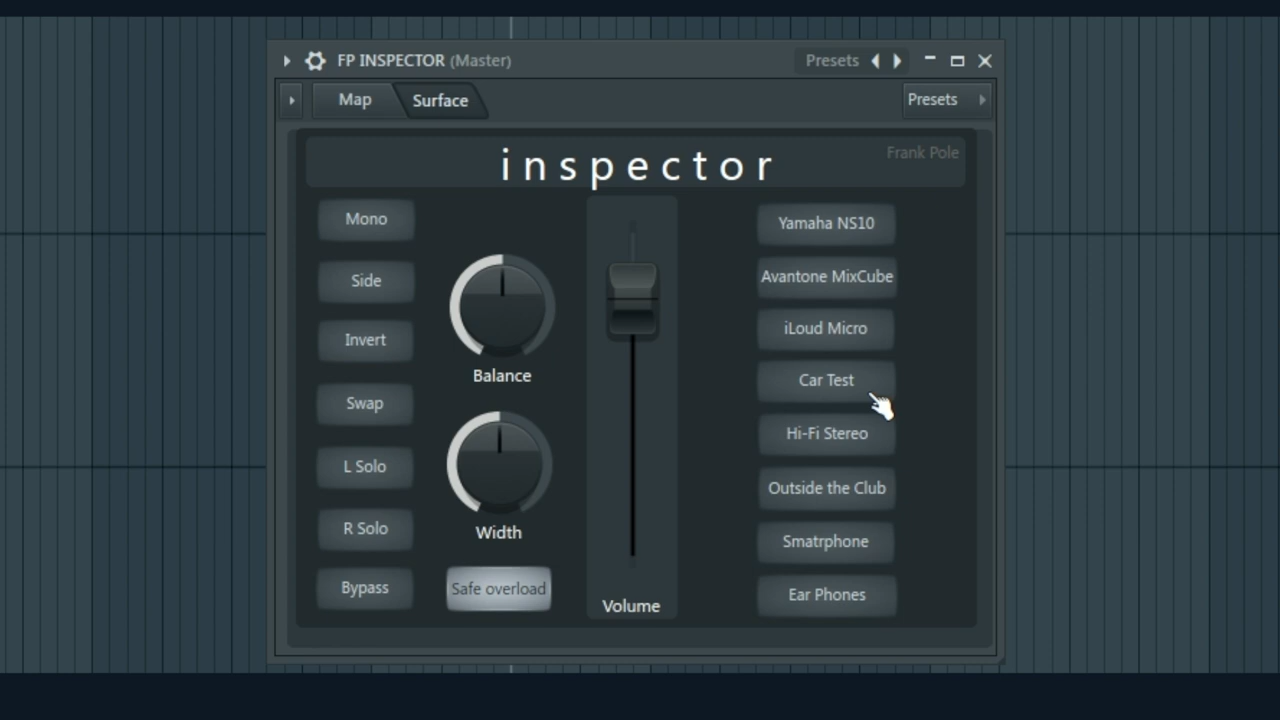 FP INSPECTOR (Master)
Presets
Map
Surface
Presets
inspector
Frank Pole
Mono
Side
Invert
Swap
L Solo
R Solo
Bypass
Balance
Width
Safe overload
Volume
Yamaha NS10
Avantone MixCube
iLoud Micro
Car Test
Hi-Fi Stereo
Outside the Club
Smatrphone
Ear Phones